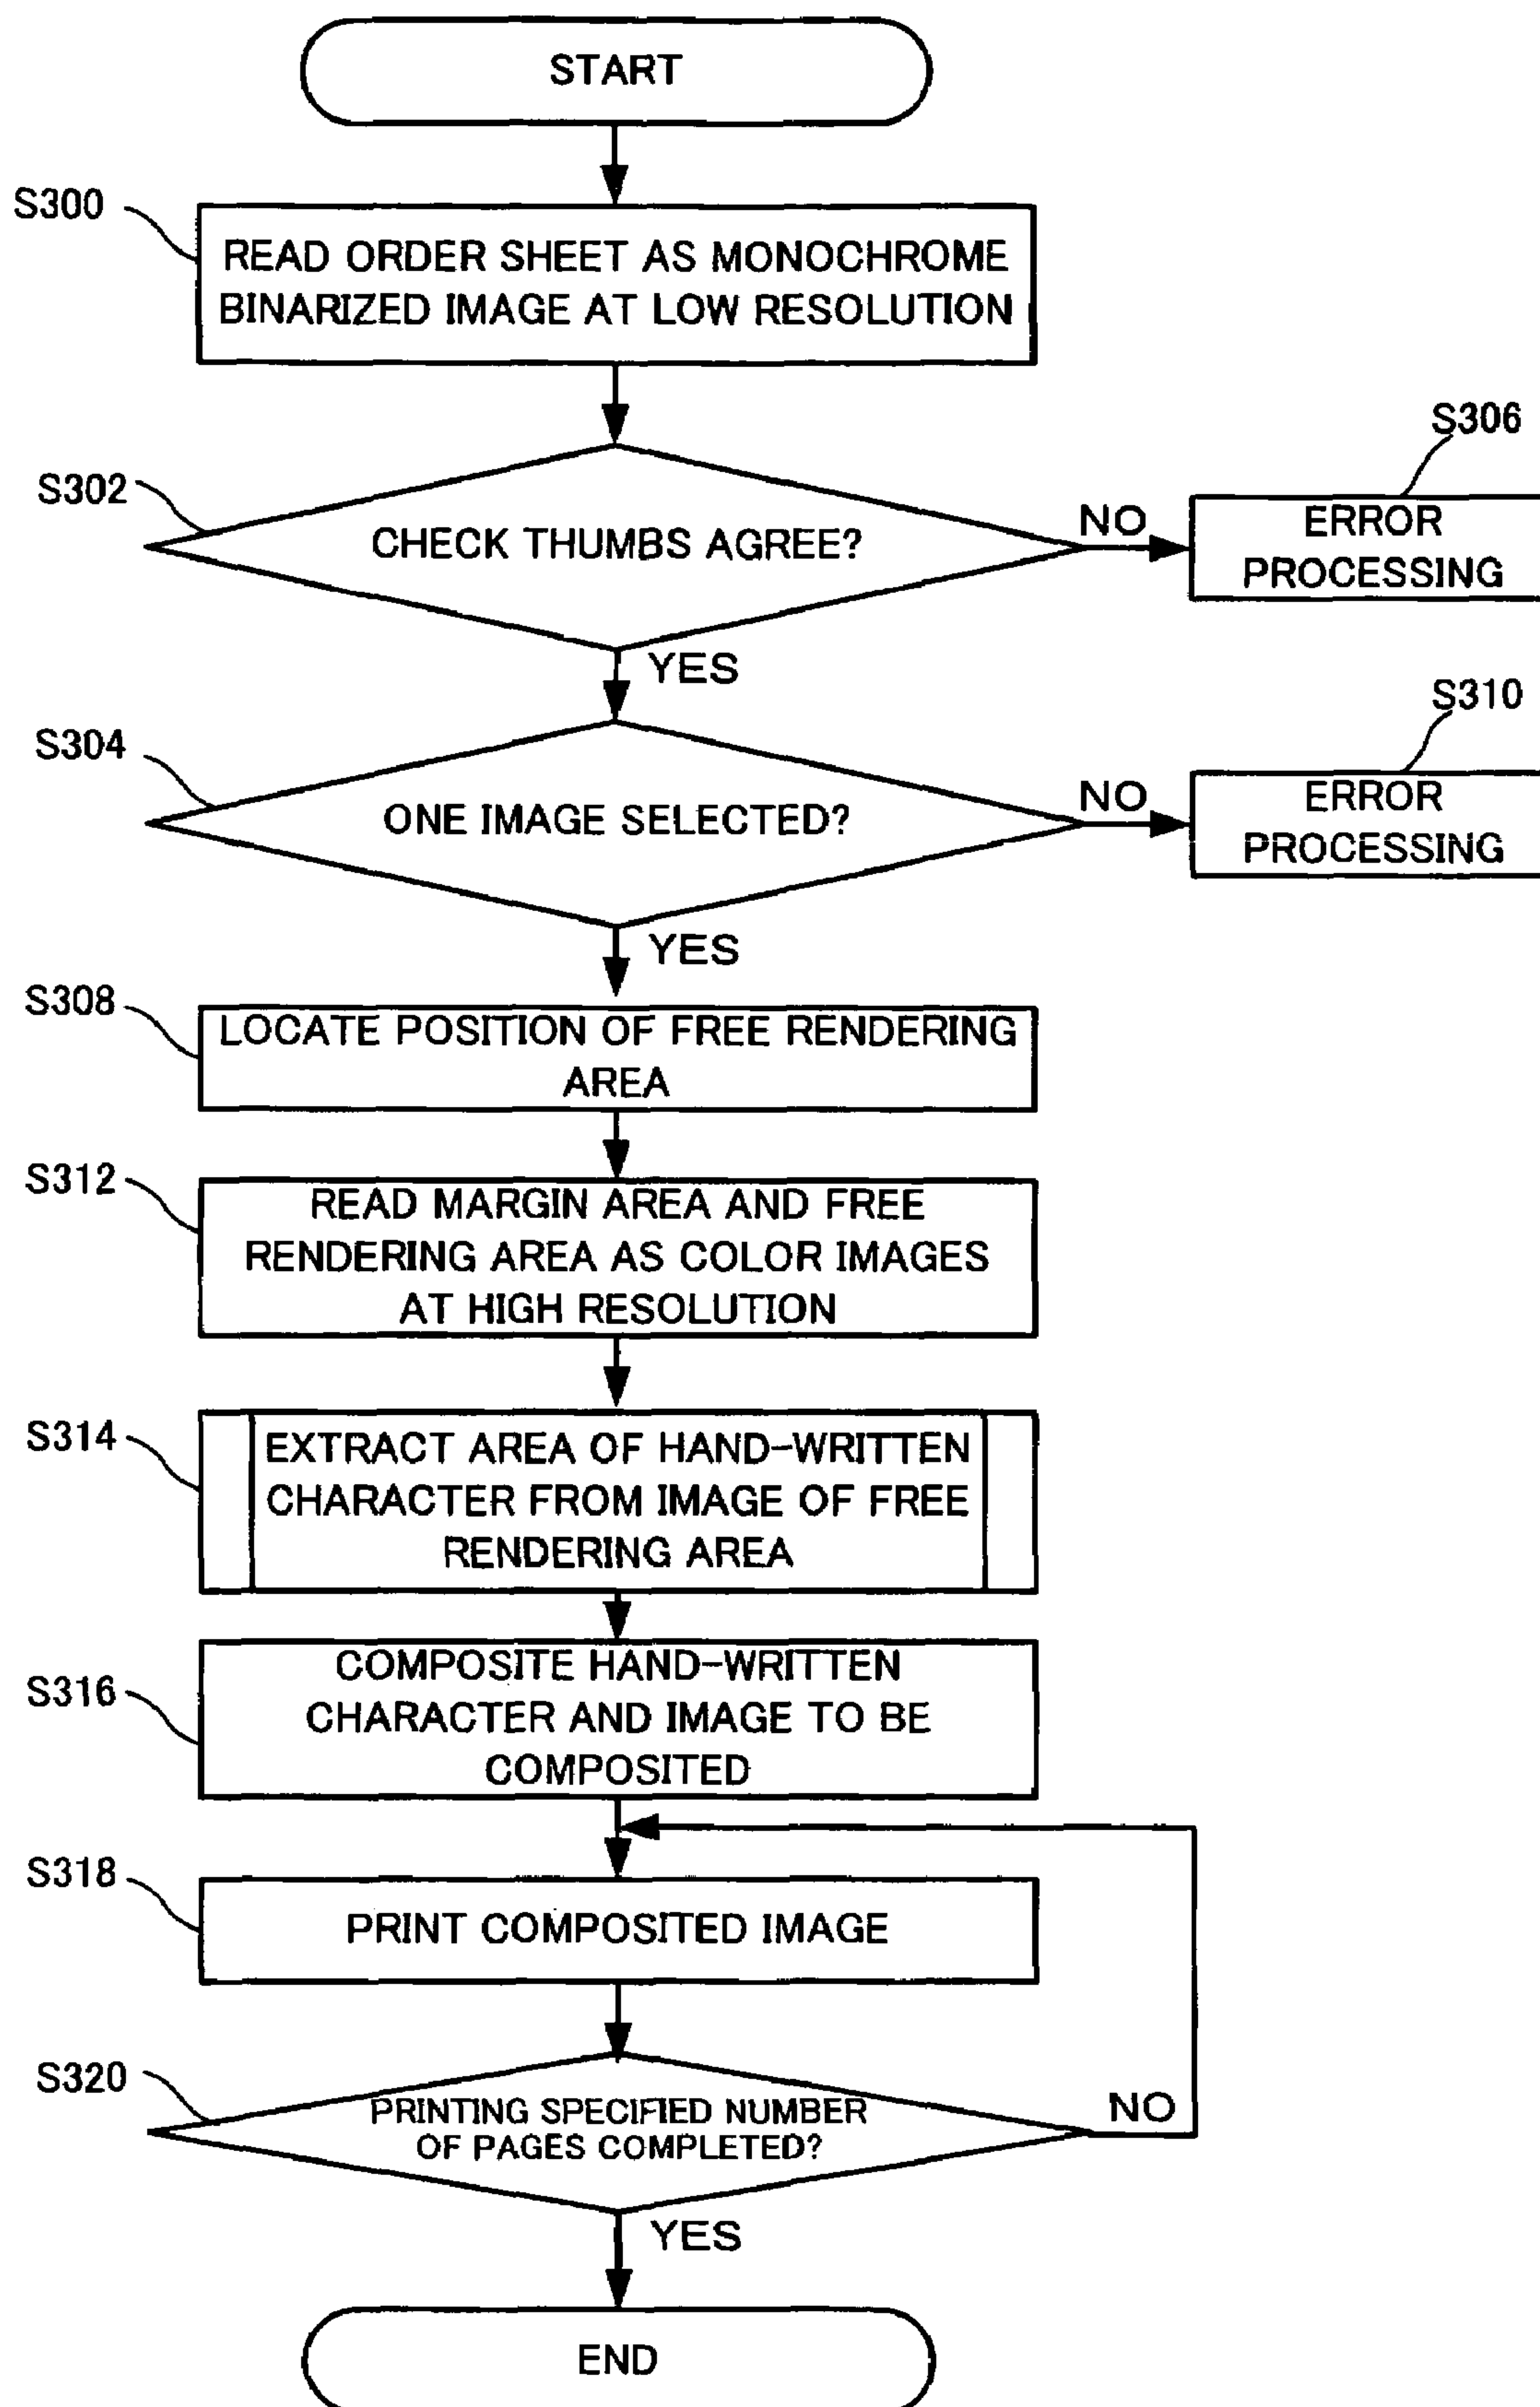 START
S300
READ ORDER SHEET AS MONOCHROME
BINARIZED IMAGE AT LOW RESOLUTION
S302
CHECK THUMBS AGREE?
NO
S306
ERROR
PROCESSING
YES
S304
ONE IMAGE SELECTED?
NO
S310
ERROR
PROCESSING
YES
S308
LOCATE POSITION OF FREE RENDERING
AREA
S312
READ MARGIN AREA AND FREE
RENDERING AREA AS COLOR IMAGES
AT HIGH RESOLUTION
S314
EXTRACT AREA OF HAND-WRITTEN
CHARACTER FROM IMAGE OF FREE
RENDERING AREA
S316
COMPOSITE HAND-WRITTEN
CHARACTER AND IMAGE TO BE
COMPOSITED
S318
PRINT COMPOSITED IMAGE
S320
PRINTING SPECIFIED NUMBER
OF PAGES COMPLETED?
NO
YES
END